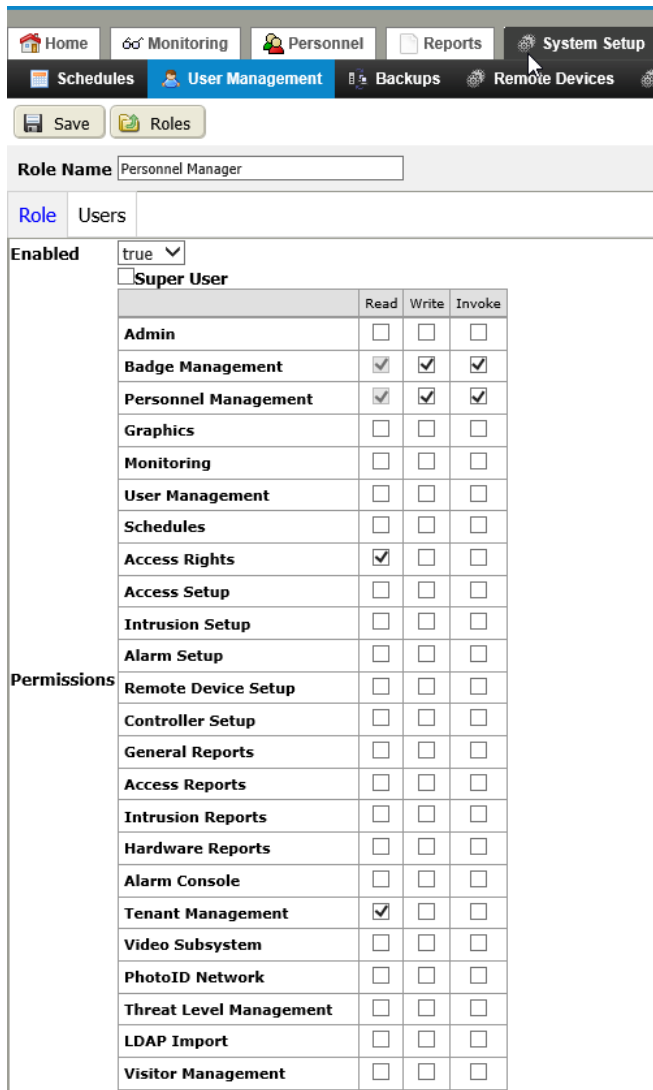 Home Monitoring Personnel Reports System Setup
Schedules User Management Backups Remote Devices
Save Roles
Role Name Personnel Manager
Role Users
Enabled true
Super User
Read Write Invoke
Admin
Badge Management
Personnel Management
Graphics
Monitoring
User Management
Schedules
Access Rights
Access Setup
Intrusion Setup
Alarm Setup
Permissions Remote Device Setup
Controller Setup
General Reports
Access Reports
Intrusion Reports
Hardware Reports
Alarm Console
Tenant Management
Video Subsystem
PhotoID Network
Threat Level Management
LDAP Import
Visitor Management